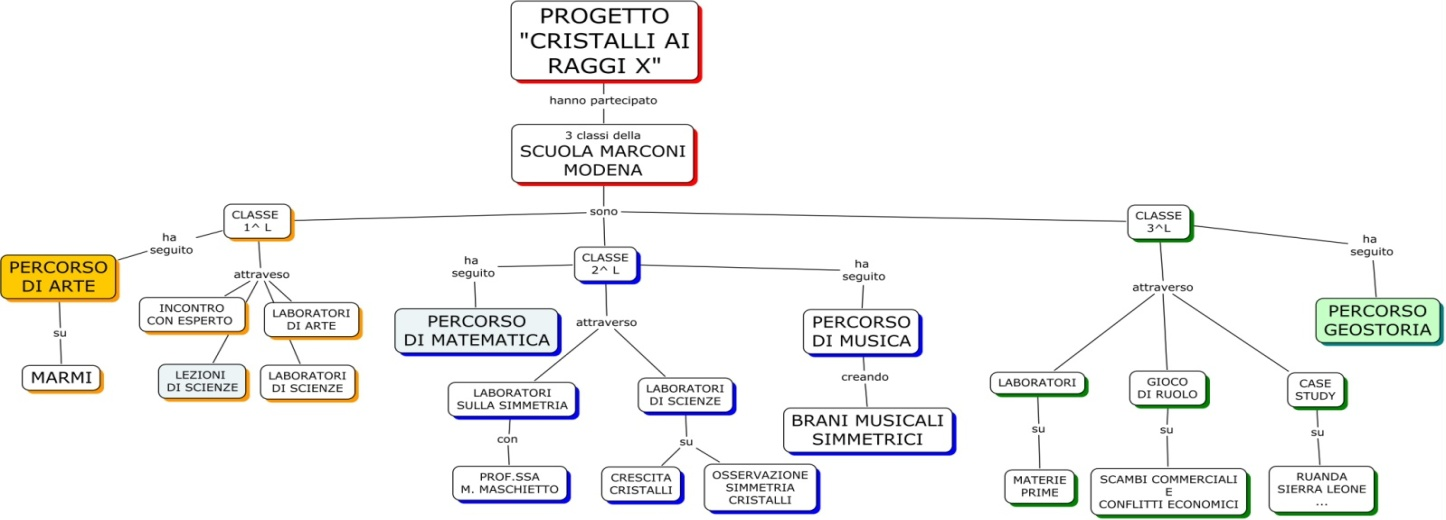 PROGETTO
"CRISTALLI AI
RAGGI X"
hanno partecipato
3 classi della
SCUOLA MARCONI
MODENA
sono
CLASSE
1^ L
ha
seguito
PERCORSO
DI ARTE
su
MARMI
attraveso
INCONTRO
CON ESPERTO
LABORATORI
DI ARTE
LEZIONI
DI SCIENZE
LABORATORI
DI SCIENZE
CLASSE
2^ L
ha
seguito
PERCORSO
DI MATEMATICA
attraverso
LABORATORI
SULLA SIMMETRIA
con
PROF.SSA
M. MASCHIETTO
LABORATORI
DI SCIENZE
su
CRESCITA
CRISTALLI
OSSERVAZIONE
SIMMETRIA
CRISTALLI
ha
seguito
PERCORSO
DI MUSICA
creando
BRANI MUSICALI
SIMMETRICI
CLASSE
3^L
attraverso
LABORATORI
su
MATERIE
PRIME
GIOCO
DI RUOLO
su
SCAMBI COMMERCIALI
E
CONFLITTI ECONOMICI
CASE
STUDY
su
RUANDA
SIERRA LEONE
...
ha
seguito
PERCORSO
GEOSTORIA